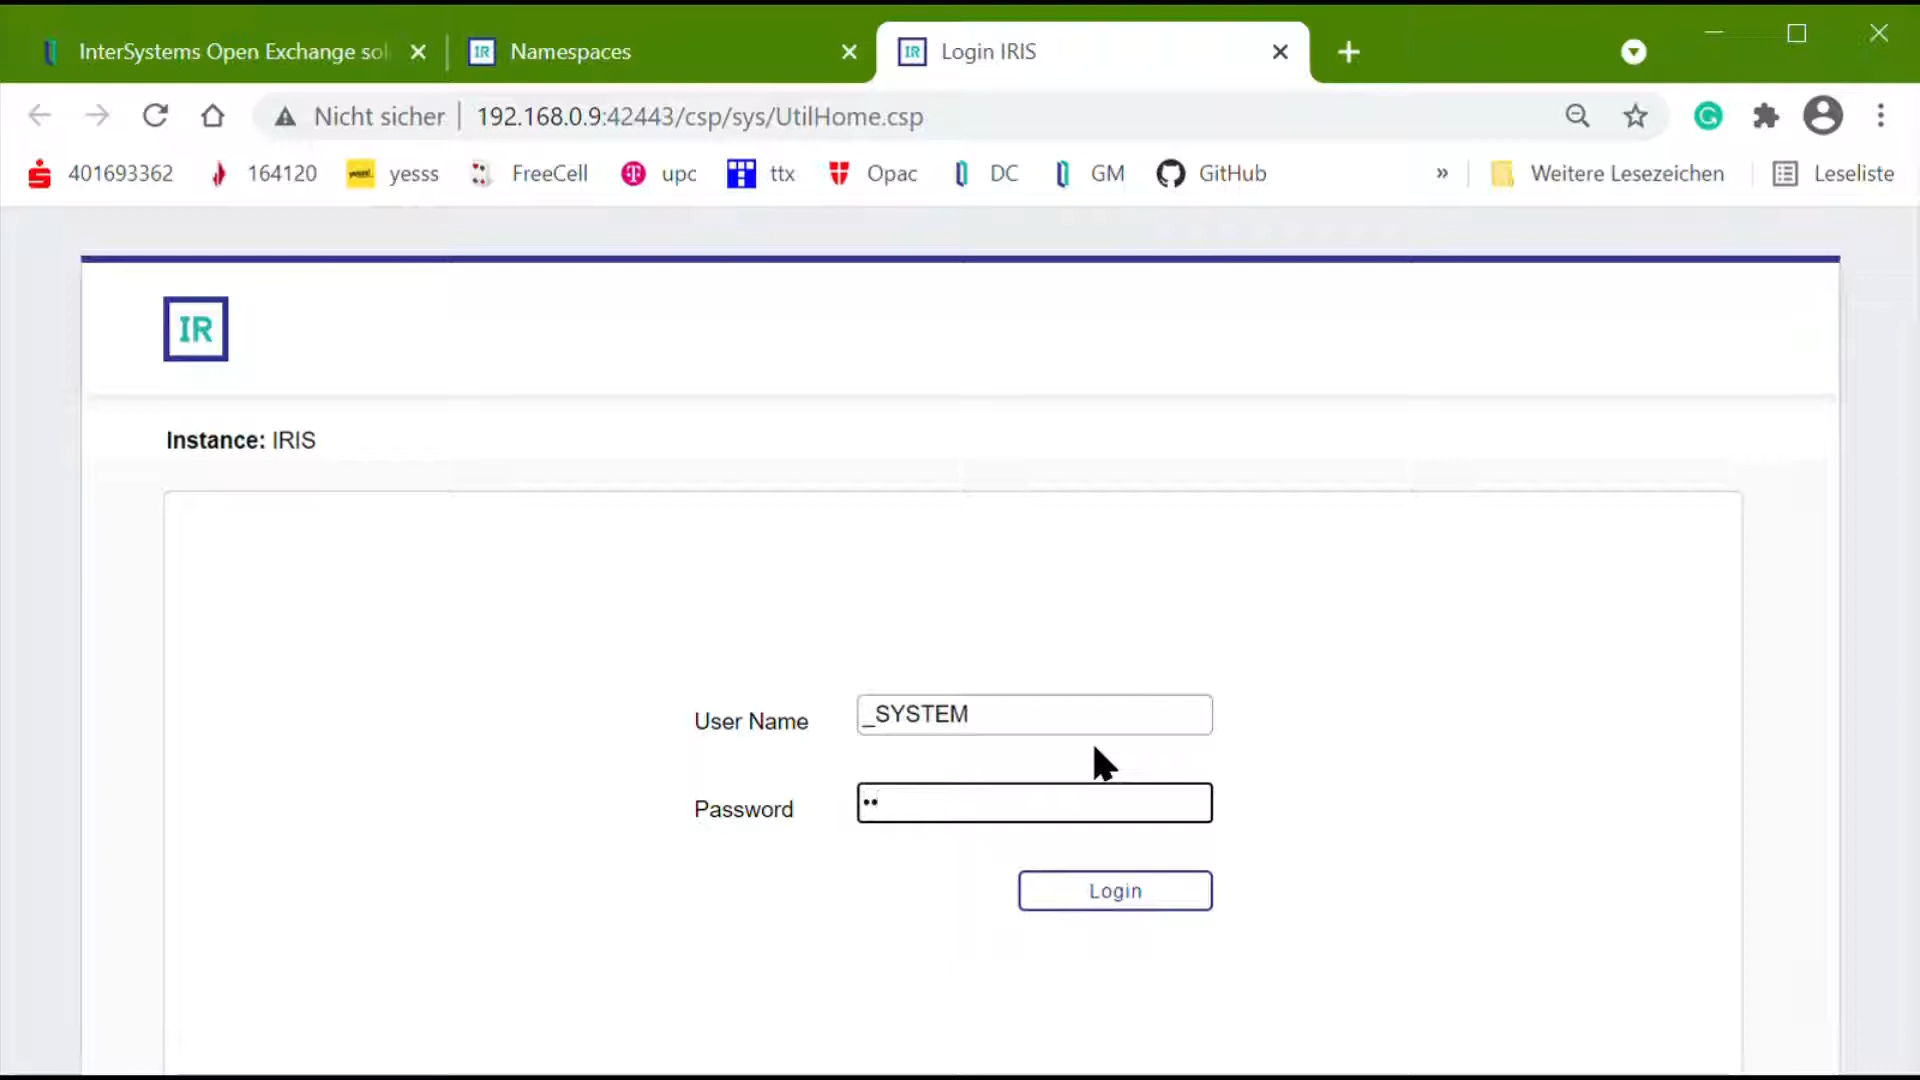 InterSystems Open Exchange sol
IR Namespaces
IR Login IRIS
Nicht sicher 192.168.0.9:42443/csp/sys/UtilHome.csp
401693362 164120 yesss FreeCell upc ttx Opac DC GM GitHub » Weitere Lesezeichen Leseliste
IR
Instance: IRIS
User Name _SYSTEM
Password ••
Login